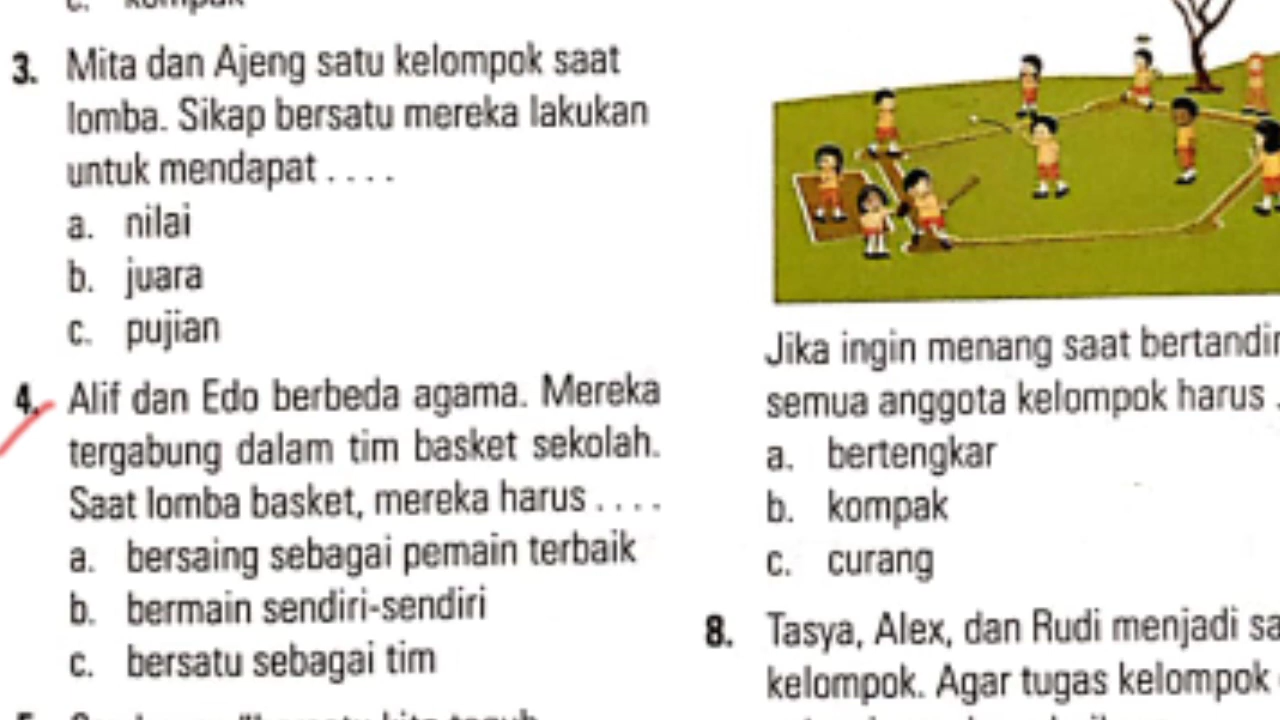 c. kompak
3. Mita dan Ajeng satu kelompok saat
lomba. Sikap bersatu mereka lakukan
untuk mendapat . . . .
a. nilai
b. juara
c. pujian
4. Alif dan Edo berbeda agama. Mereka
tergabung dalam tim basket sekolah.
Saat lomba basket, mereka harus . . . .
a. bersaing sebagai pemain terbaik
b. bermain sendiri-sendiri
c. bersatu sebagai tim
Jika ingin menang saat
semua anggota kelompok harus .
a. bertengkar
b. kompak
c. curang
8. Tasya, Alex, dan Rudi menjadi
kelompok. Agar tugas kelompok